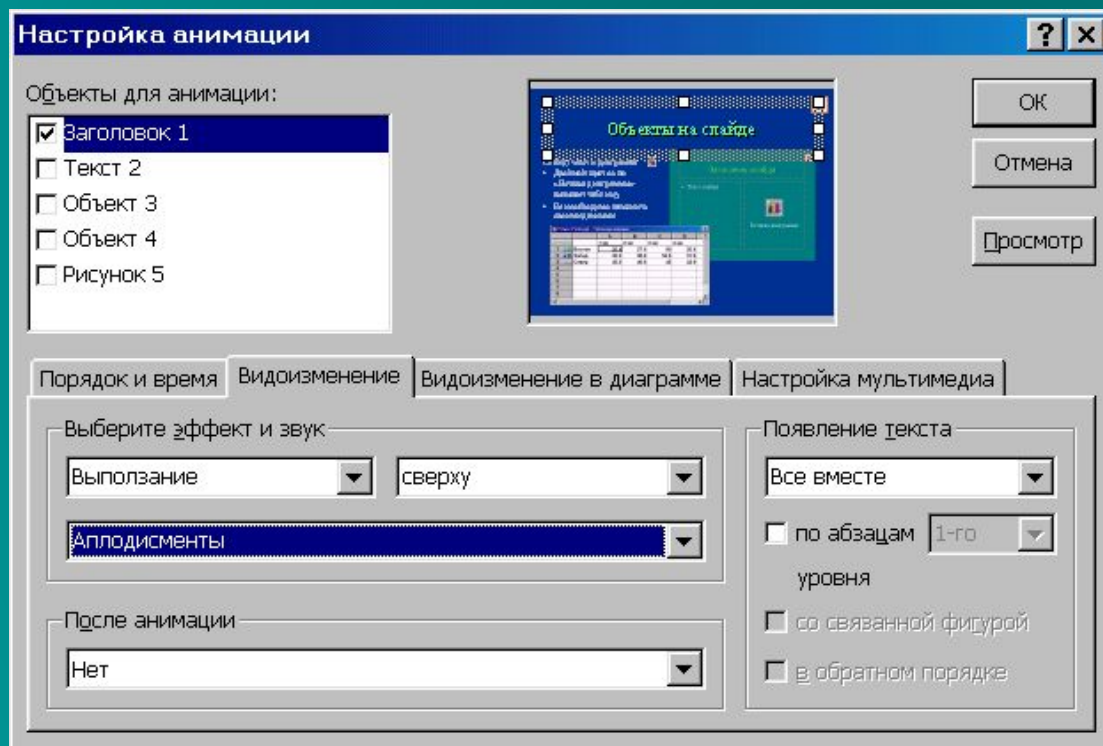 Настройка анимации
Объекты для анимации:
Заголовок 1
Текст 2
Объект 3
Объект 4
Рисунок 5
Объекты на слайде
ОК
Отмена
Просмотр
Порядок и время
Видоизменение
Видоизменение в диаграмме
Настройка мультимедиа
Выберите эффект и звук
Выползание
сверху
Аплодисменты
После анимации
Нет
Появление текста
Все вместе
по абзацам 1-го
уровня
со связанной фигурой
в обратном порядке